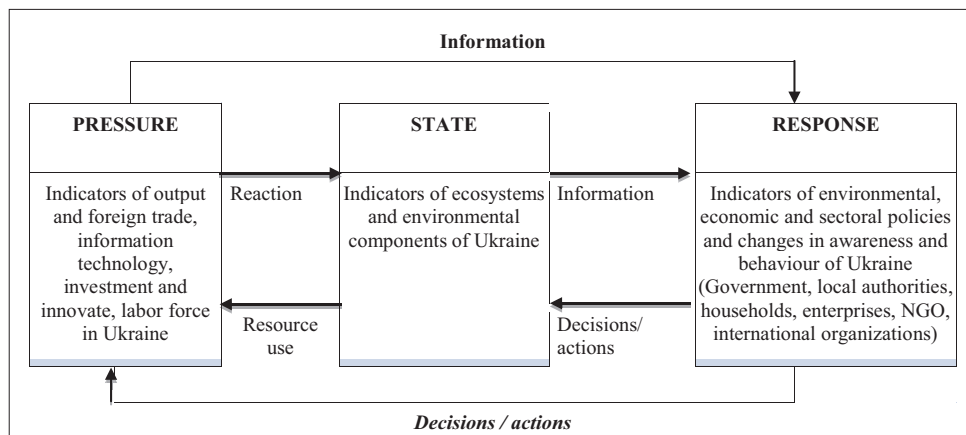 Information
PRESSURE
Indicators of output
and foreign trade,
information
technology,
investment and
innovate, labor force
in Ukraine
Reaction
Resource
use
STATE
Indicators of ecosystems
and environmental
components of Ukraine
Information
Decisions/
actions
RESPONSE
Indicators of environmental,
economic and sectoral policies
and changes in awareness and
behaviour of Ukraine
(Government, local authorities,
households, enterprises, NGO,
international organizations)
Decisions / actions